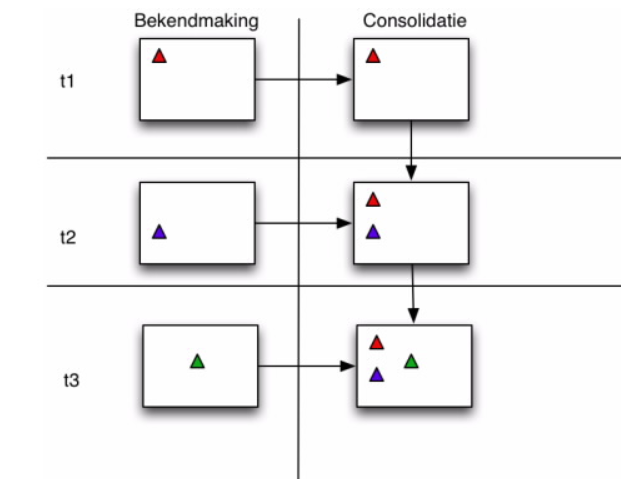 Bekendmaking
Consolidatie
t1
t2
t3